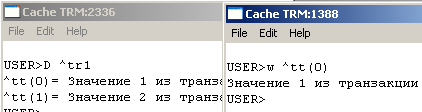 Cache TRM:2336
File Edit Help
USER>D ^tr1
^tt(0)= Значение 1 из транза
^tt(1)= Значение 2 из транза
Cache TRM:1388
File Edit Help
USER>w ^tt(0)
Значение 1 из транзакции
USER>